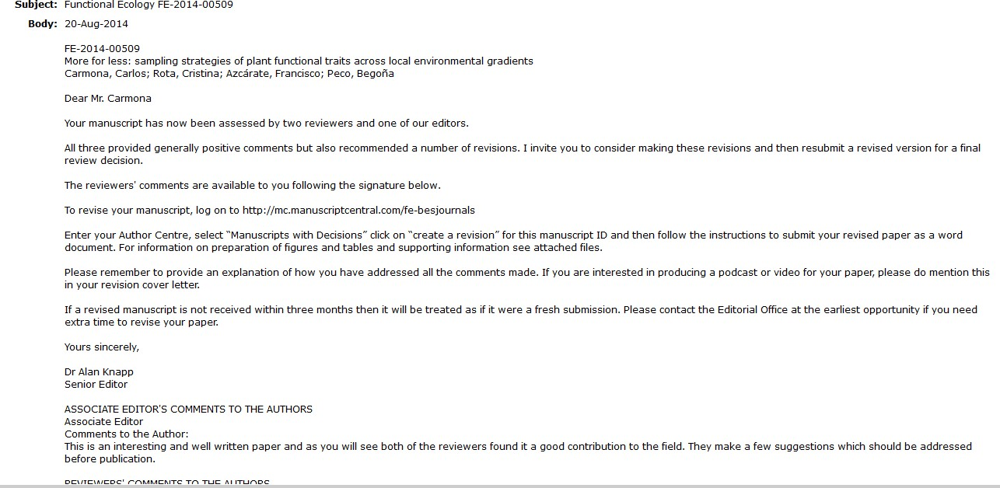 Subject: Functional Ecology FE-2014-00509
Body: 20-Aug-2014
FE-2014-00509
More for less: sampling strategies of plant functional traits across local environmental gradients
Carmona, Carlos; Rota, Cristina; Azcárate, Francisco; Peco, Begoña
Dear Mr. Carmona
Your manuscript has now been assessed by two reviewers and one of our editors.
All three provided generally positive comments but also recommended a number of revisions. I invite you to consider making these revisions and then resubmit a revised version for a final
review decision.
The reviewers' comments are available to you following the signature below.
To revise your manuscript, log on to http://mc.manuscriptcentral.com/fe-besjournals
Enter your Author Centre, select “Manuscripts with Decisions” click on “create a revision” for this manuscript ID and then follow the instructions to submit your revised paper as a word
document. For information on preparation of figures and tables and supporting information see attached files.
Please remember to provide an explanation of how you have addressed all the comments made. If you are interested in producing a podcast or video for your paper, please do mention this
in your revision cover letter.
If a revised manuscript is not received within three months then it will be treated as if it were a fresh submission. Please contact the Editorial Office at the earliest opportunity if you need
extra time to revise your paper.
Yours sincerely,
Dr Alan Knapp
Senior Editor
ASSOCIATE EDITOR'S COMMENTS TO THE AUTHORS
Associate Editor
Comments to the Author:
This is an interesting and well written paper and as you will see both of the reviewers found it a good contribution to the field. They make a few suggestions which should be addressed
before publication.
REVIEWERS' COMMENTS TO THE AUTHORS